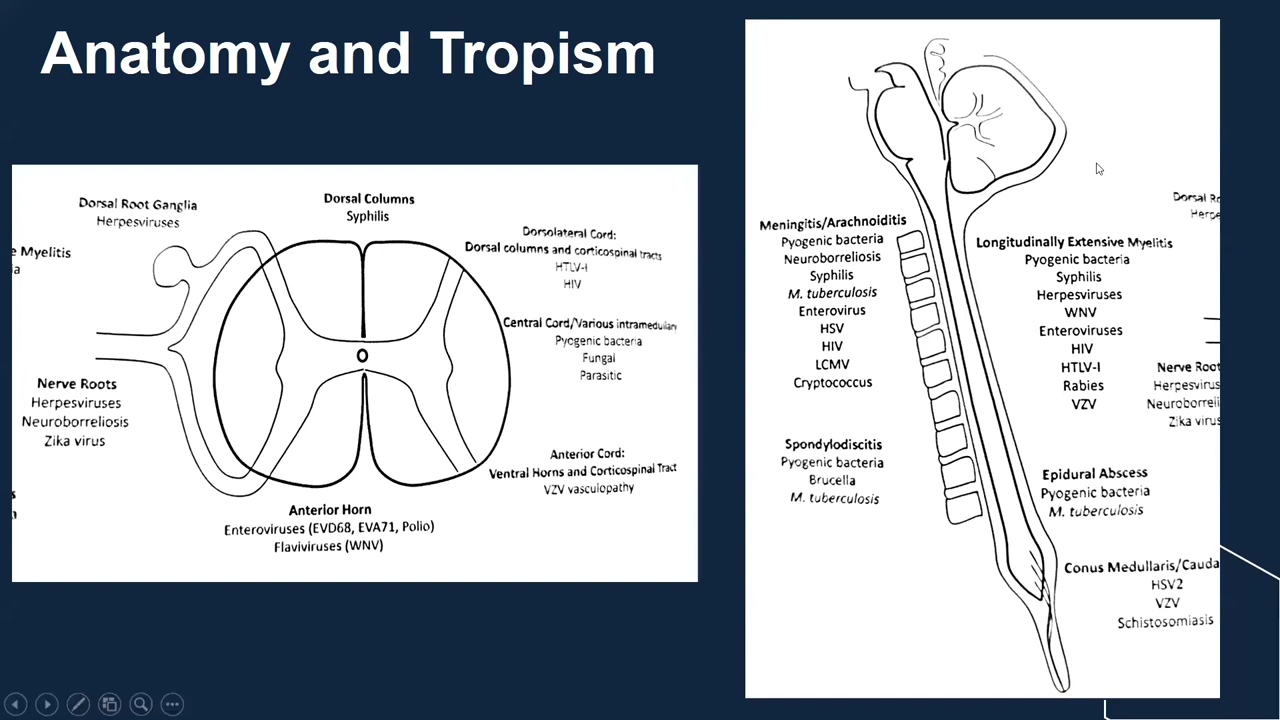 Anatomy and Tropism
Dorsal Root Ganglia
Herpesviruses
Dorsal Columns
Syphilis
Dorsolateral Cord:
Dorsal columns and corticospinal tracts
HTLV-I
HIV
e Myelitis
a
Central Cord/Various intramedullary
Pyogenic bacteria
Fungal
Parasitic
Nerve Roots
Herpesviruses
Neuroborreliosis
Zika virus
Anterior Cord:
Ventral Horns and Corticospinal Tract
VZV vasculopathy
Anterior Horn
Enteroviruses (EVD68, EVA71, Polio)
Flaviviruses (WNV)
Meningitis/Arachnoiditis
Pyogenic bacteria
Neuroborreliosis
Syphilis
M. tuberculosis
Enterovirus
HSV
HIV
LCMV
Cryptococcus
Spondylodiscitis
Pyogenic bacteria
Brucella
M. tuberculosis
Longitudinally Extensive Myelitis
Pyogenic bacteria
Syphilis
Herpesviruses
WNV
Enteroviruses
HIV
HTLV-I
Rabies
VZV
Epidural Abscess
Pyogenic bacteria
M. tuberculosis
Conus Medullaris/Cauda
HSV2
VZV
Schistosomiasis
Dorsal Ro
Herpe
Nerve Root
Herpesvirus
Neuroborreli
Zika virus